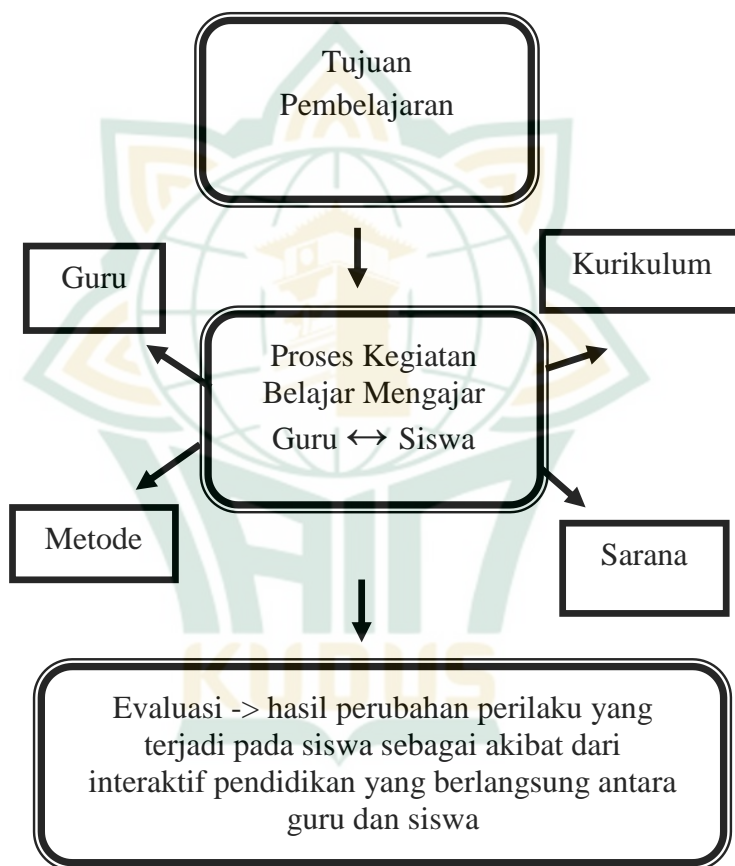 Tujuan
Pembelajaran
Guru
Kurikulum
Proses Kegiatan
Belajar Mengajar
Guru ↔ Siswa
Metode
Sarana
Evaluasi -> hasil perubahan perilaku yang
terjadi pada siswa sebagai akibat dari
interaktif pendidikan yang berlangsung antara
guru dan siswa
KUDUS